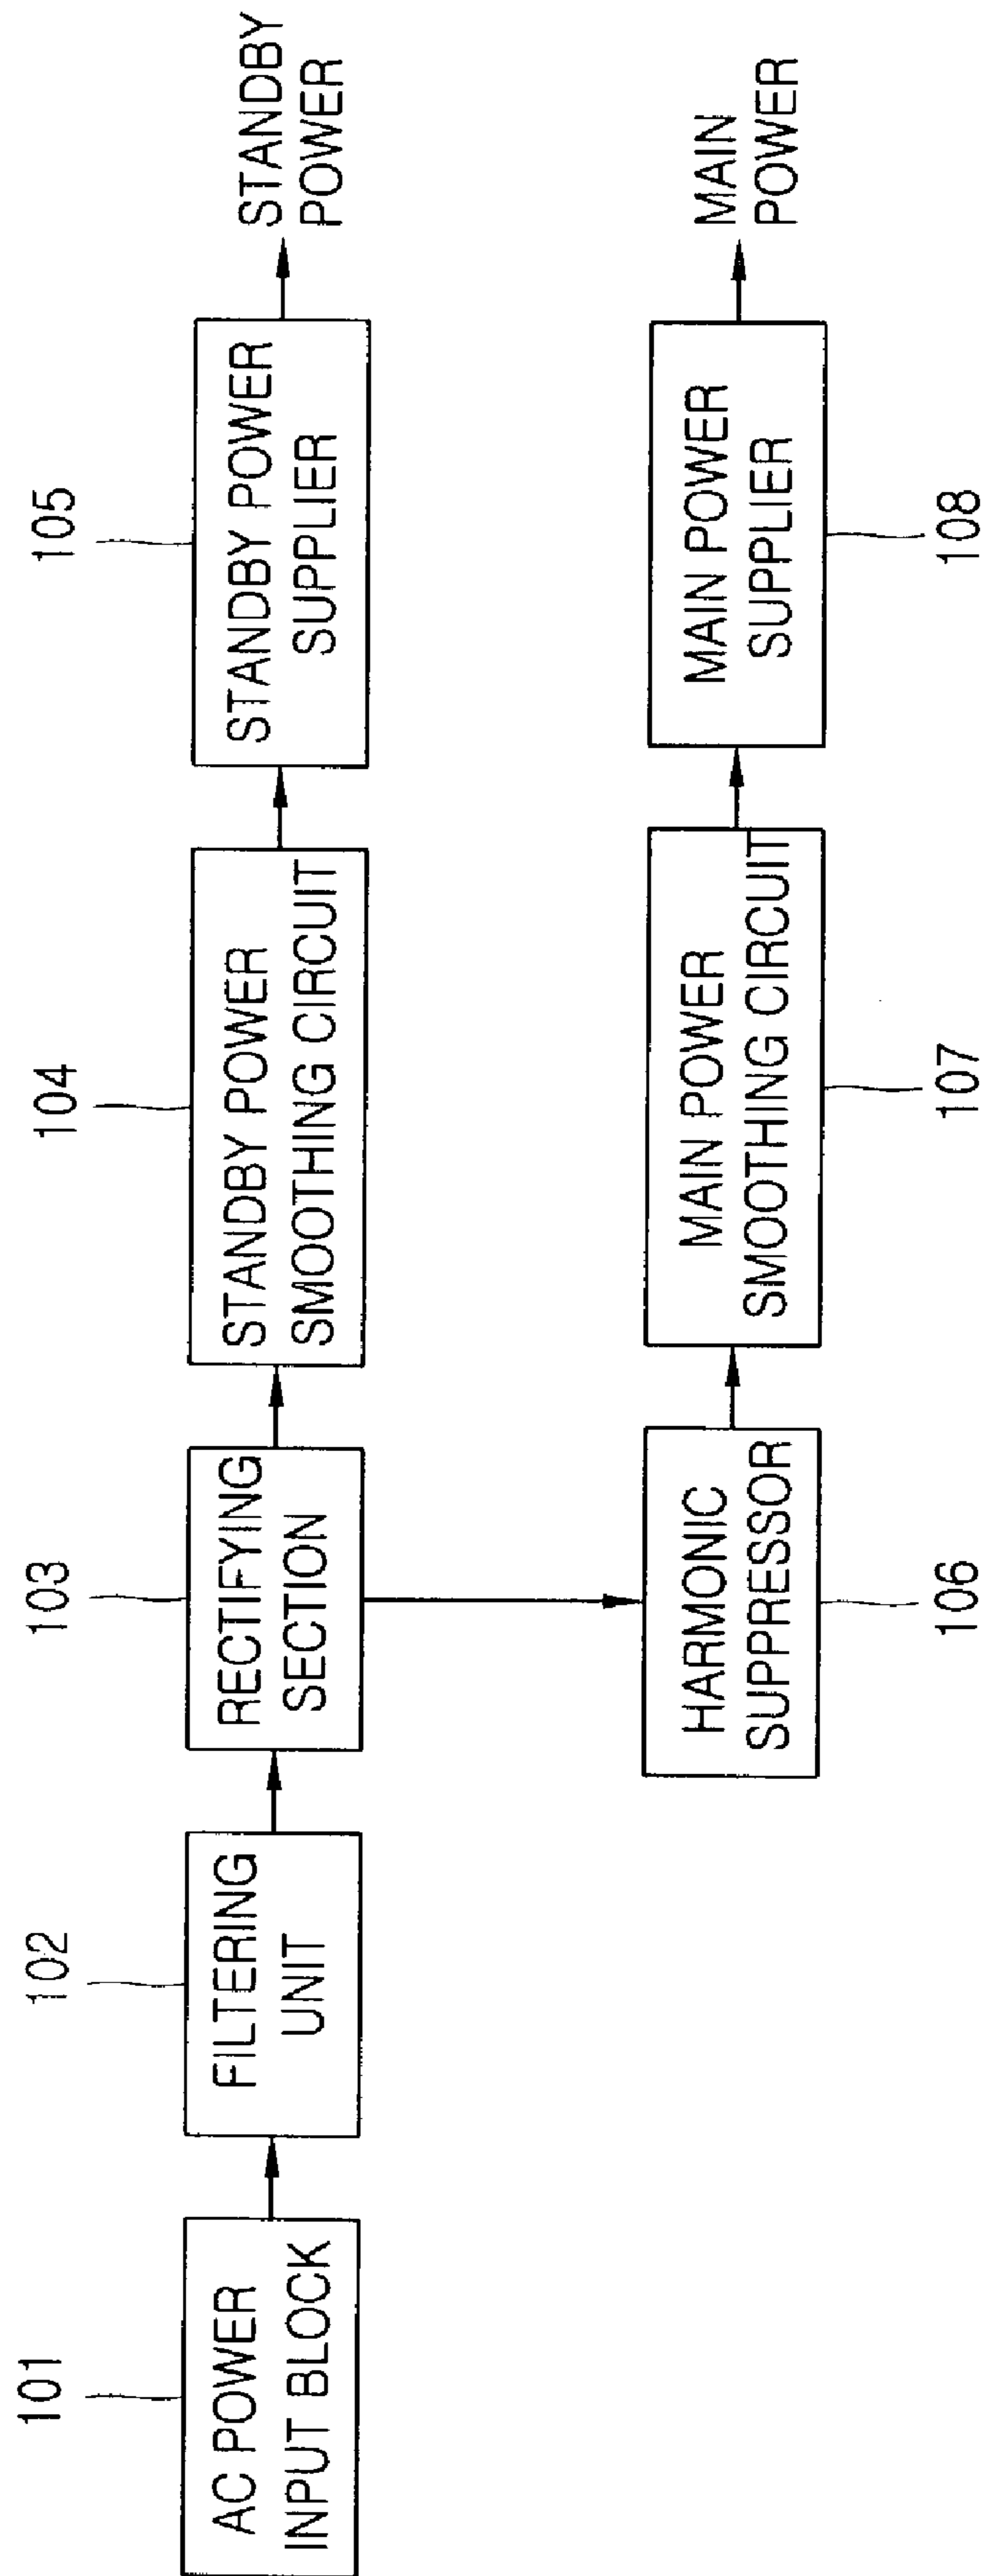 101
AC POWER
INPUT BLOCK
102
FILTERING
UNIT
103
RECTIFYING
SECTION
104
STANDBY POWER
SMOOTHING CIRCUIT
105
STANDBY POWER
SUPPLIER
STANDBY
POWER
HARMONIC
SUPPRESSOR
106
MAIN POWER
SMOOTHING CIRCUIT
107
MAIN POWER
SUPPLIER
108
MAIN
POWER